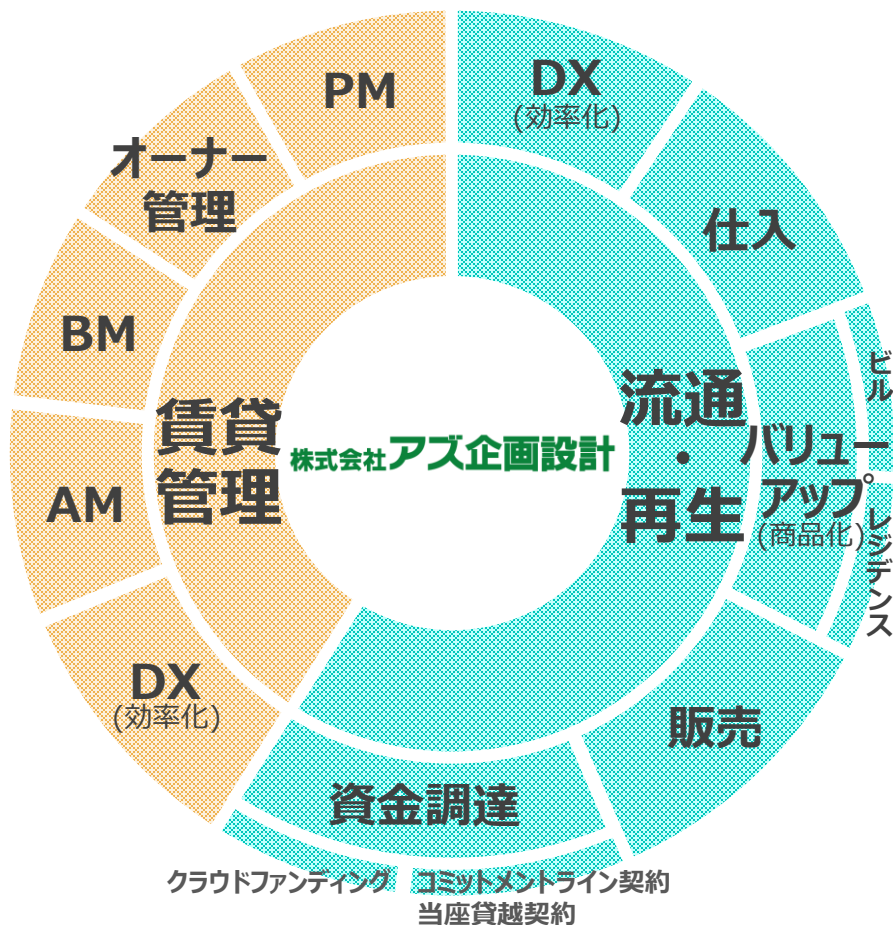 PM
DX
(効率化)
オーナー
管理
仕入
BM
ビル
賃貸
管理
流通
・
再生
株式会社アズ企画設計
バリュー
アップ
(商品化)
レジデンス
AM
DX
(効率化)
販売
資金調達
クラウドファンディング
コミットメントライン契約
当座貸越契約